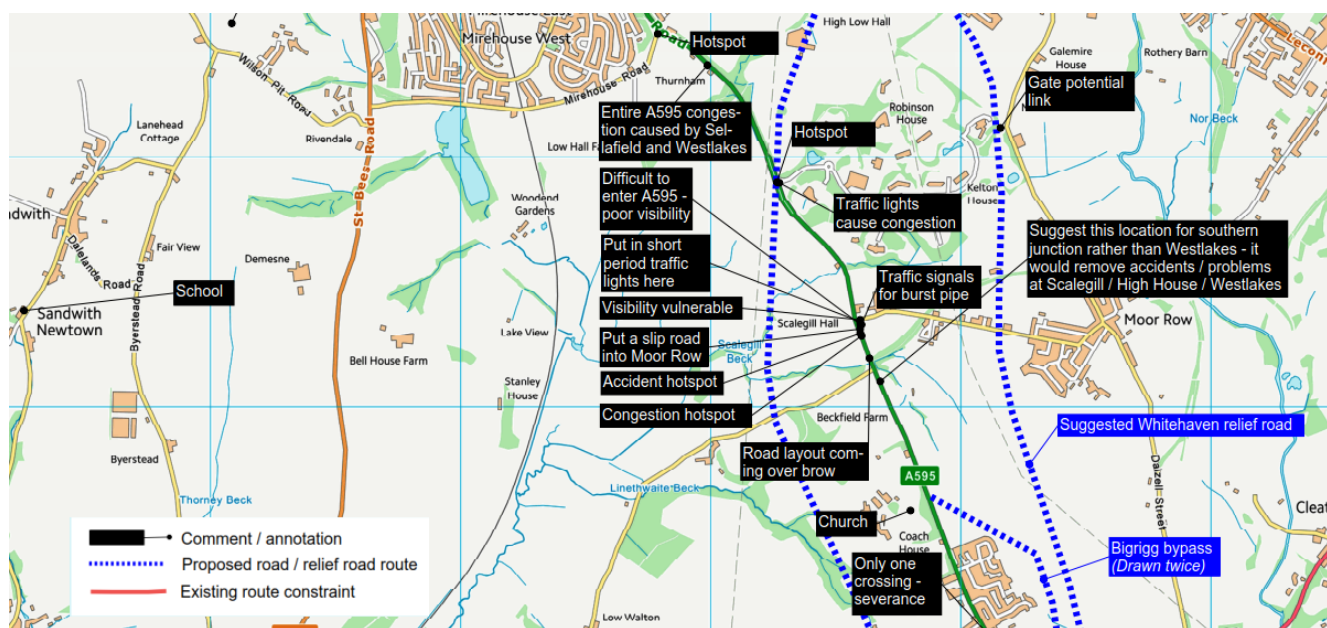 Mirehouse West
High Low Hall
Road
Hotspot
Galemire
House
Rothery Barn
Wilson Pit Road
Thurnham
Mirehouse Road
Gate potential
link
Lanehead
Cottage
Rivendale
Entire A595 conges-
tion caused by Sel-
lafield and Westlakes
Robinson
House
Nor Beck
Hotspot
St Bees Road
Difficult to
enter A595 -
poor visibility
Kelton
House
Woodend
Gardens
Traffic lights
cause congestion
Suggest this location for southern
junction rather than Westlakes - it
would remove accidents / problems
at Scalegill / High House / Westlakes
Fair View
Dalelands Road
Demesne
Put in short
period traffic
lights here
Traffic signals
for burst pipe
School
Byerstead Road
Sandwith
Newtown
Visibility vulnerable
Scalegill Hall
Moor Row
Lake View
Put a slip road
into Moor Row
Scalegill
Beck
Bell House Farm
Stanley
House
Accident hotspot
Congestion hotspot
Beckfield Farm
Suggested Whitehaven relief road
Road layout com-
ing over brow
Byerstead
A595
Dalzell Street
Linethwaite Beck
Thorney Beck
Church
Coach
House
Comment / annotation
Proposed road / relief road route
Existing route constraint
Bigrigg bypass
(Drawn twice)
Only one
crossing -
severance
Low Walton